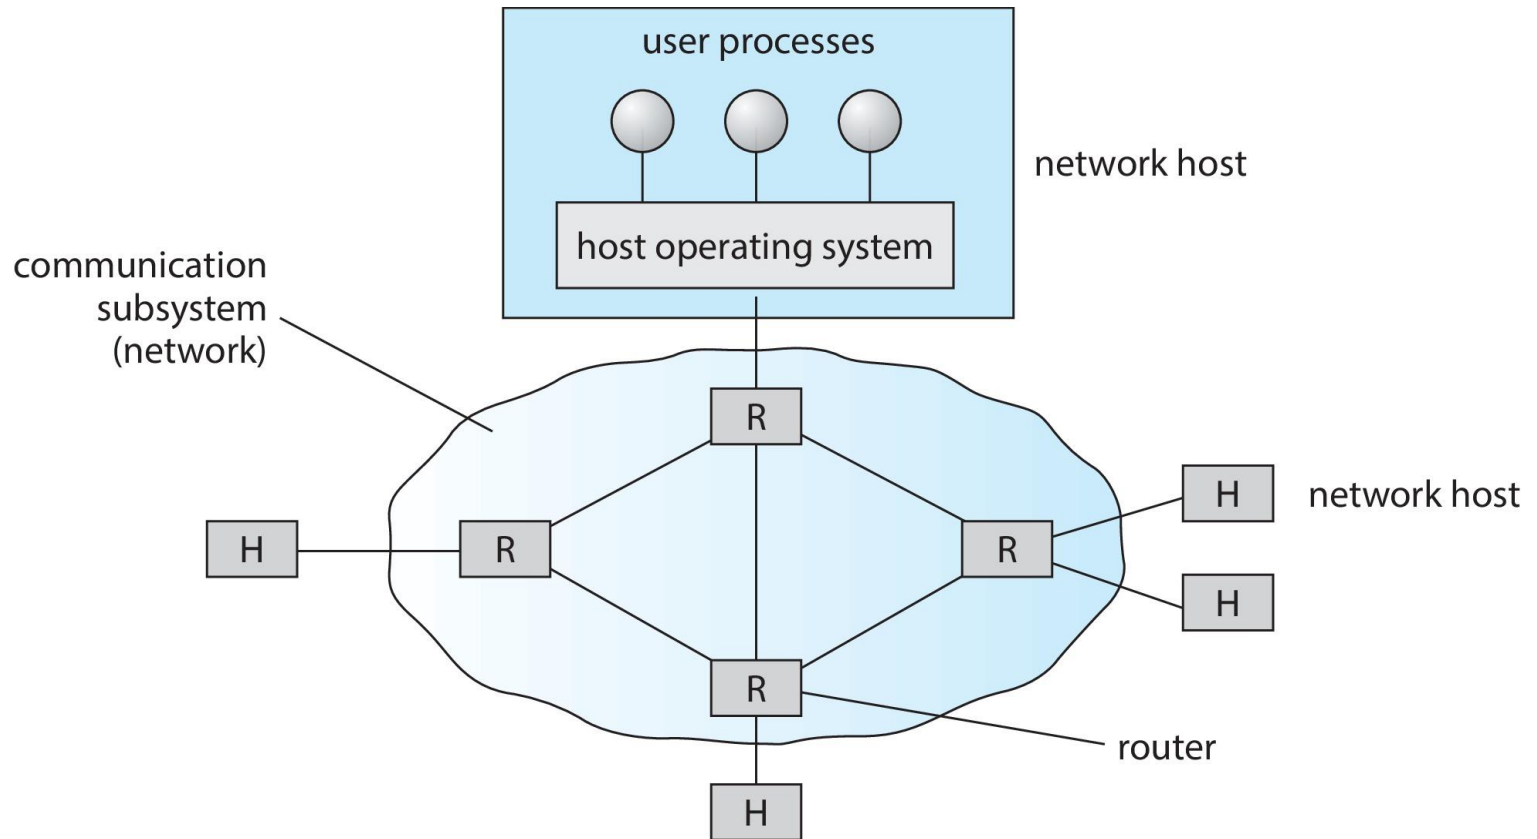 user processes
network host
host operating system
communication
subsystem
(network)
R
H
network host
H
R
R
H
R
router
H